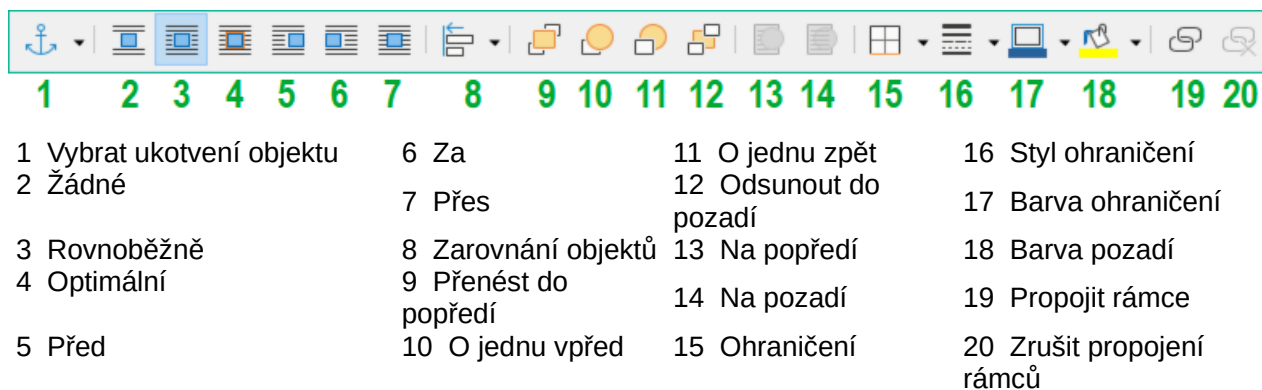 1 2 3 4 5 6 7 8 9 10 11 12 13 14 15 16 17 18 19 20
1 Vybrat ukotvení objektu
2 Žádné
3 Rovnoběžně
4 Optimální
5 Před
6 Za
7 Přes
8 Zarovnání objektů
9 Přenést do
popředí
10 O jednu vpřed
11 O jednu zpět
12 Odsunout do
pozadí
13 Na popředí
14 Na pozadí
15 Ohraničení
16 Styl ohraničení
17 Barva ohraničení
18 Barva pozadí
19 Propojit rámce
20 Zrušit propojení
rámců